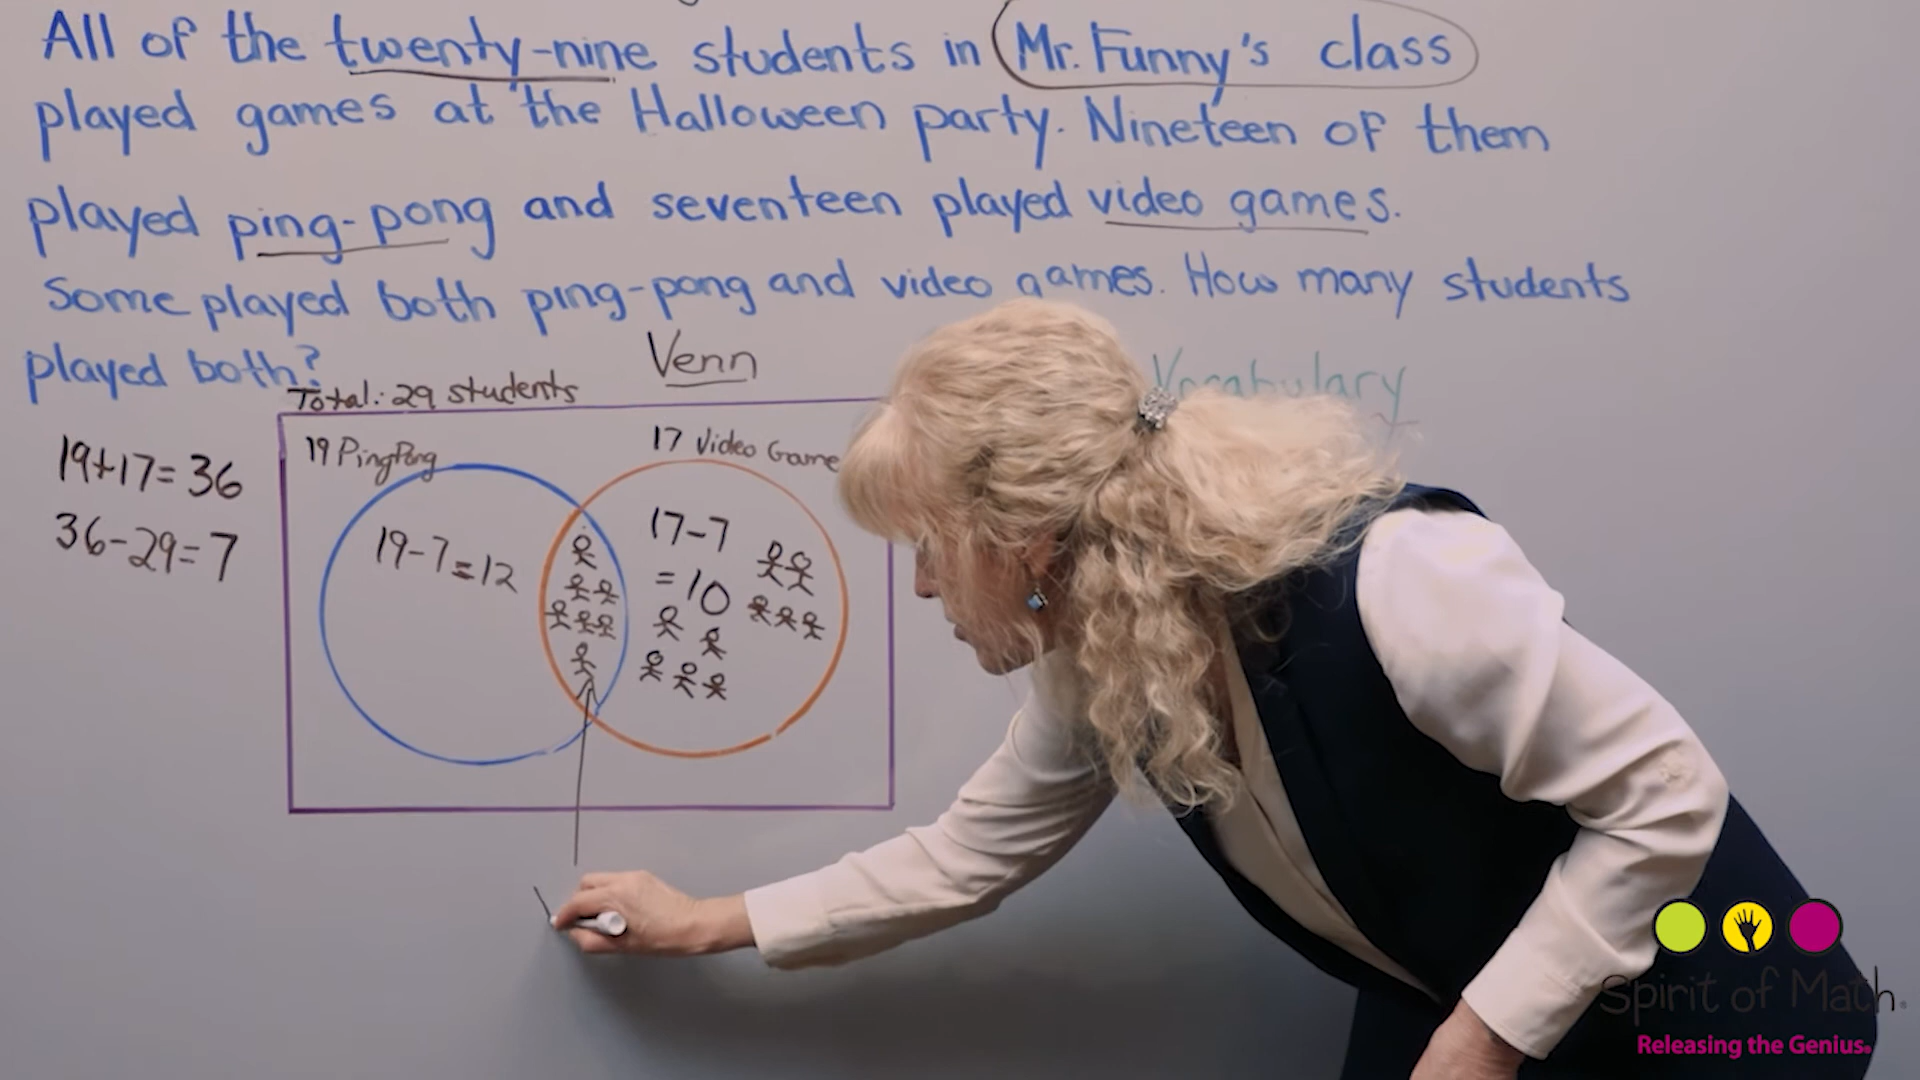 All of the twenty-nine students in Mr. Funny's class
played games at the Halloween party. Nineteen of them
played ping-pong and seventeen played video games.
Some played both ping-pong and video games. How many students
played both?
Venn
Vocabulary
Total: 29 students
19+17=36
36-29=7
19 PingPong
17 Video Game
19-7=12
17-7
=10
Spirit of Math
Releasing the Genius.